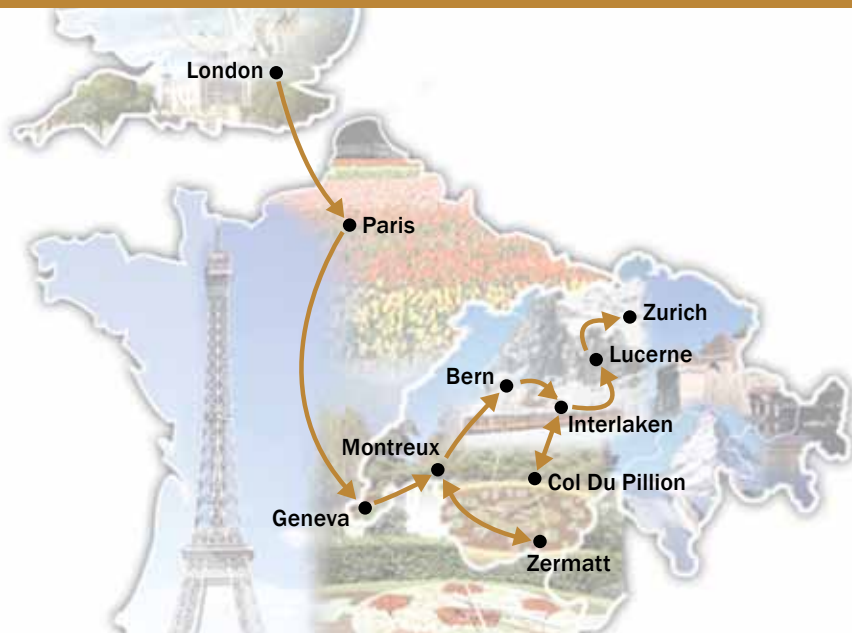 London
Paris
Zurich
Lucerne
Bern
Interlaken
Montreux
Col Du Pillion
Geneva
Zermatt